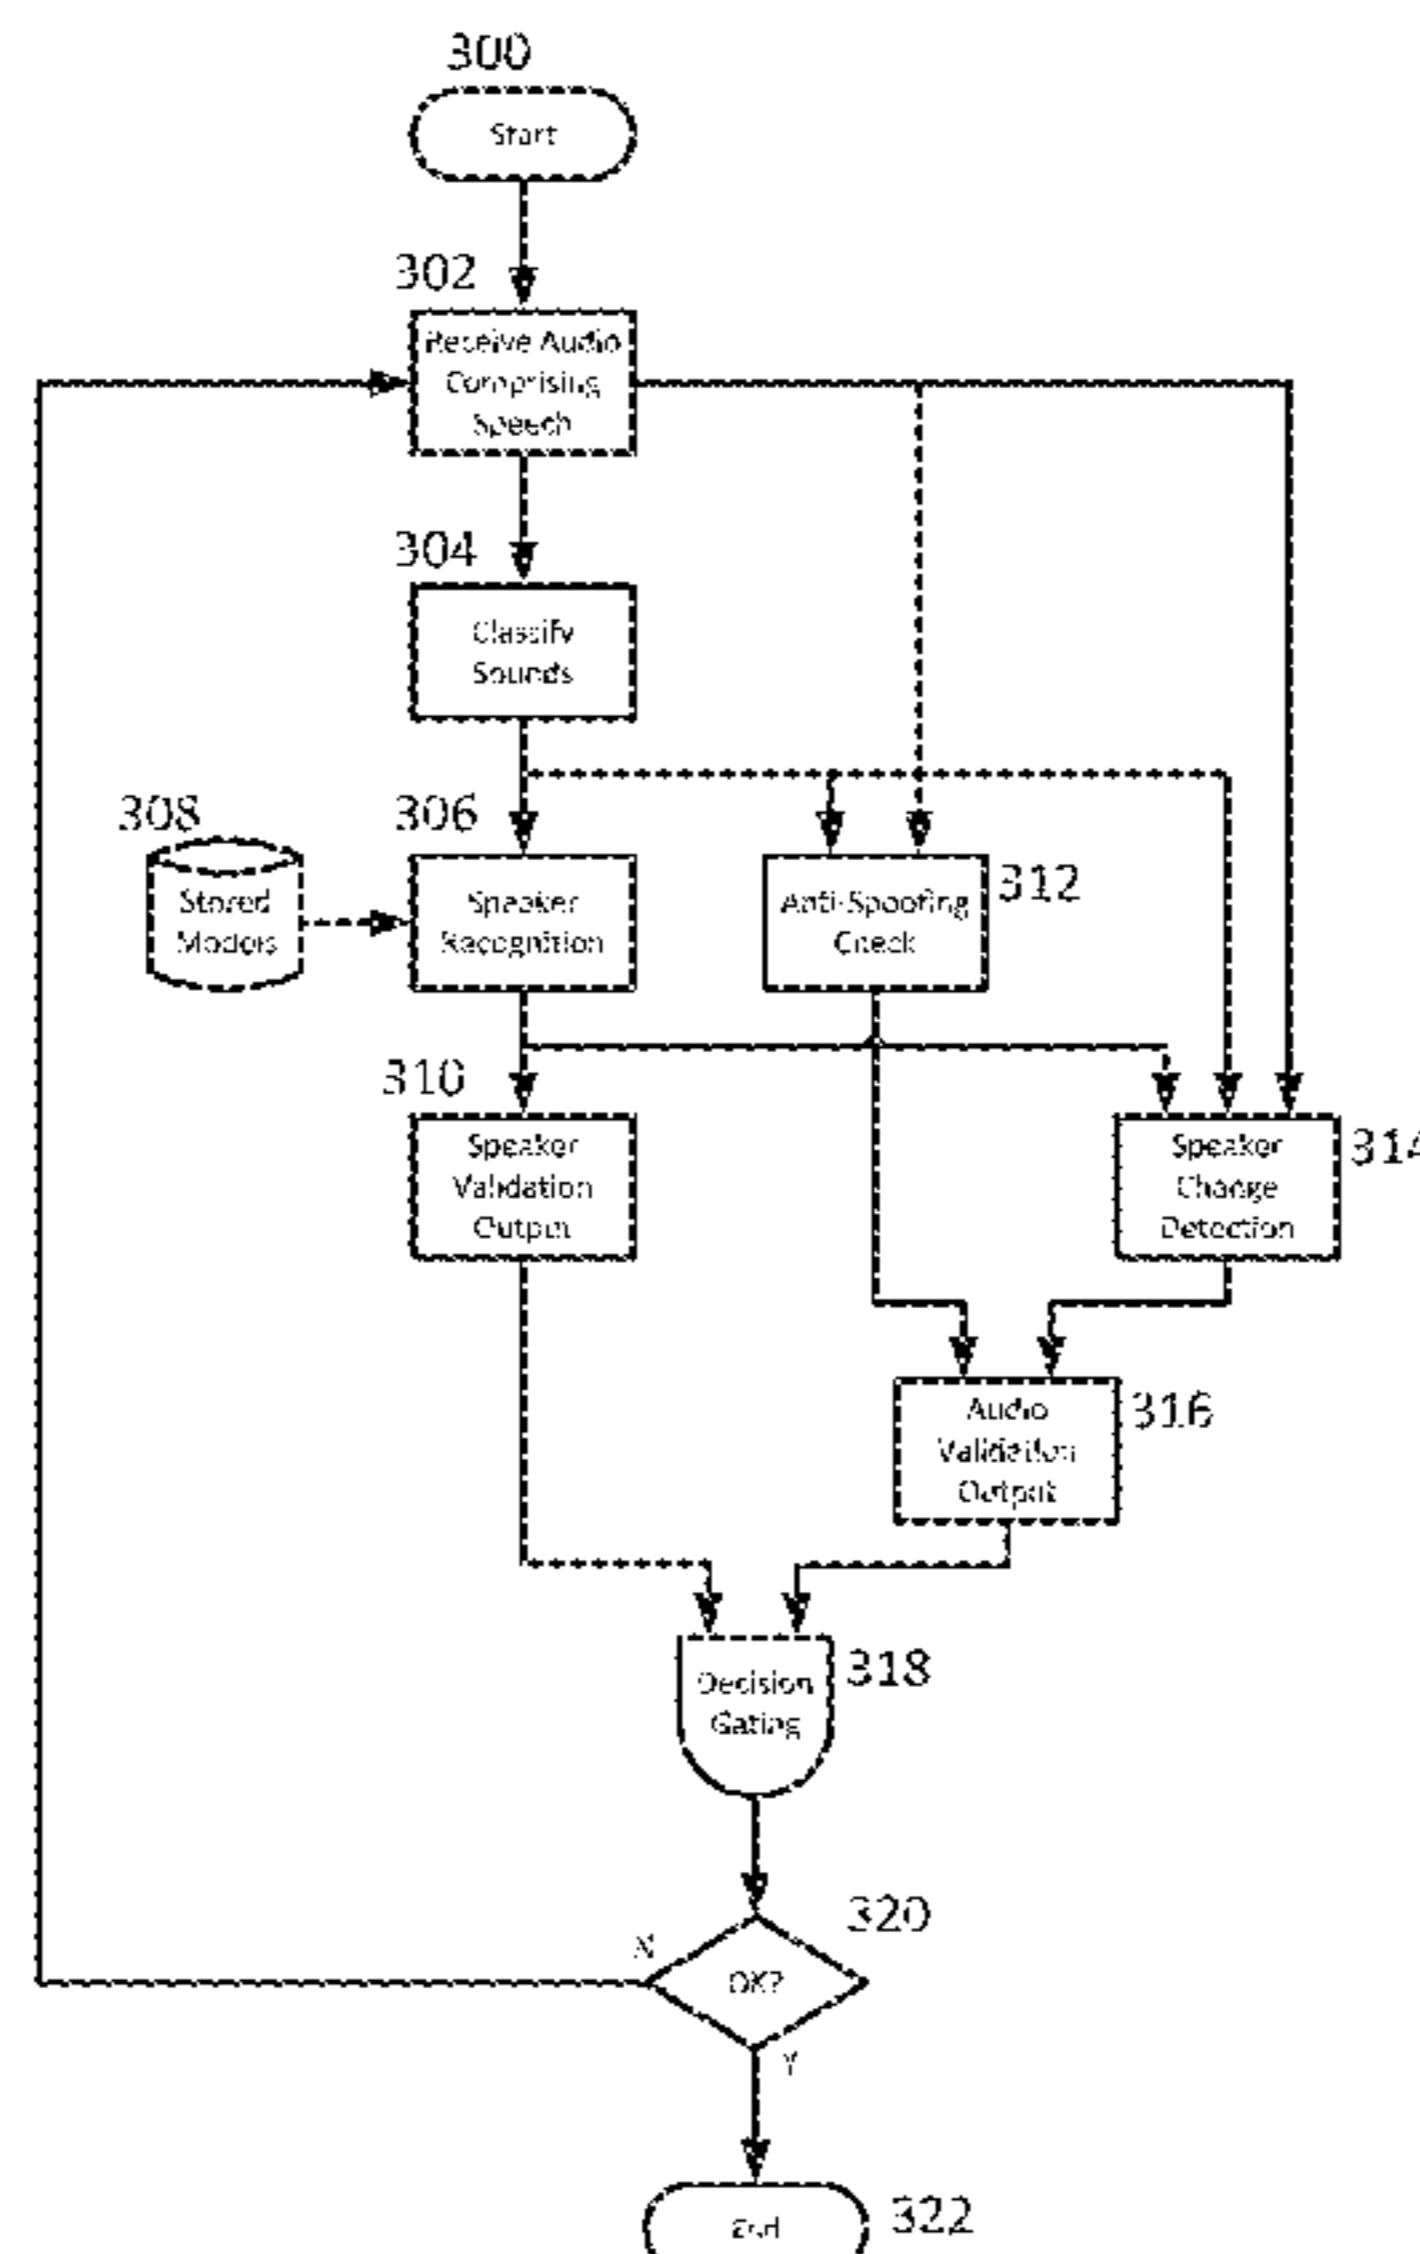 300
Start
302
Receive Audio
Comprising
Speech
304
Classify
Sounds
308
Stored
Models
306
Speaker
Recognition
Anti-Spoofing
Check
312
310
Speaker
Validation
Output
Speaker
Change
Detection
314
Audio
Validation
Output
316
Decision
Gating
318
320
N
OK?
Y
End
322